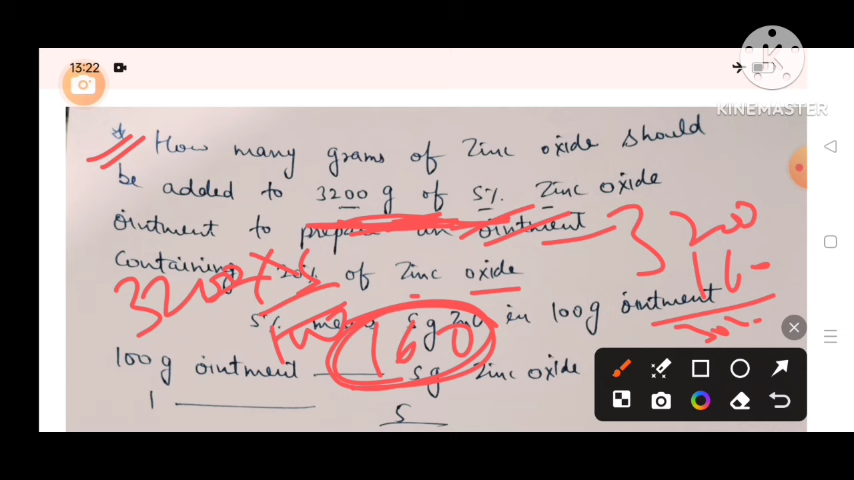 13:22
KINEMASTER
* How many grams of Zinc oxide should
be added to 3200 g of 5% Zinc oxide
ointment to prepare an ointment 3200
containing 20% of Zinc oxide
3200 x 5
160
5% means 5g ZnO in 100g ointment
100g ointment 5g Zinc oxide
1
5